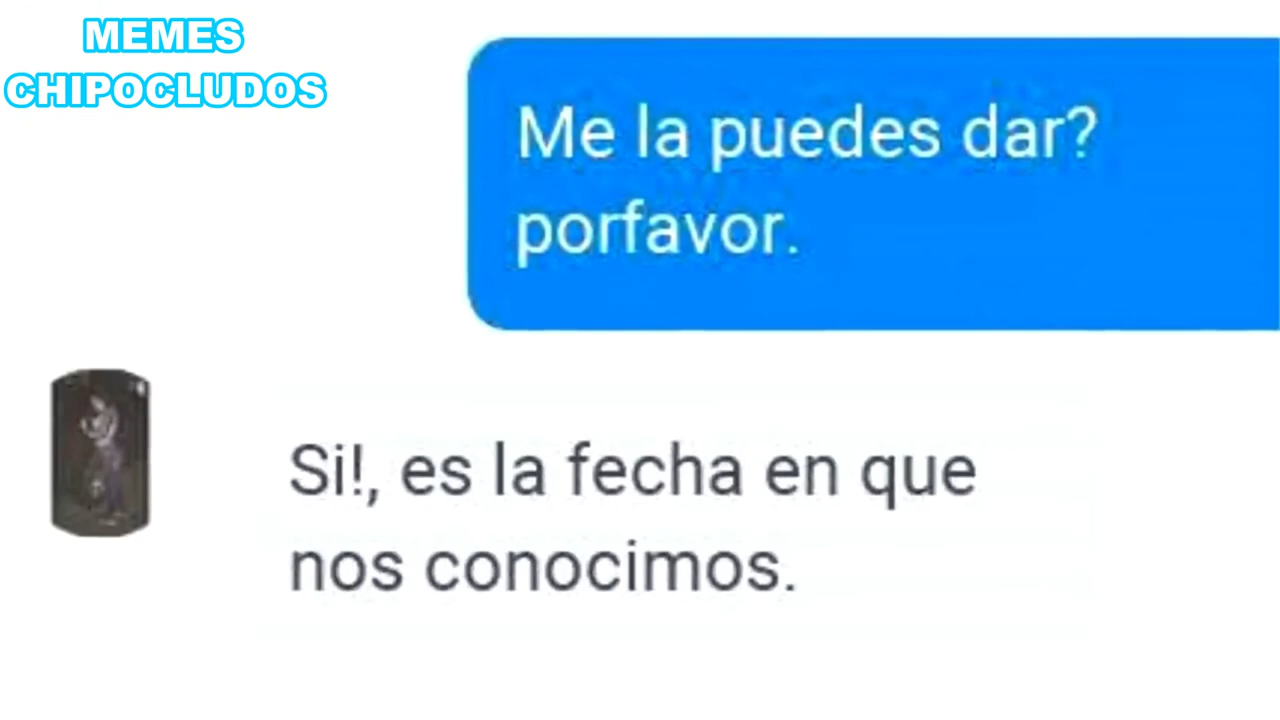 MEMES
CHIPOCLUDOS
Me la puedes dar?
porfavor.
Si!, es la fecha en que
nos conocimos.